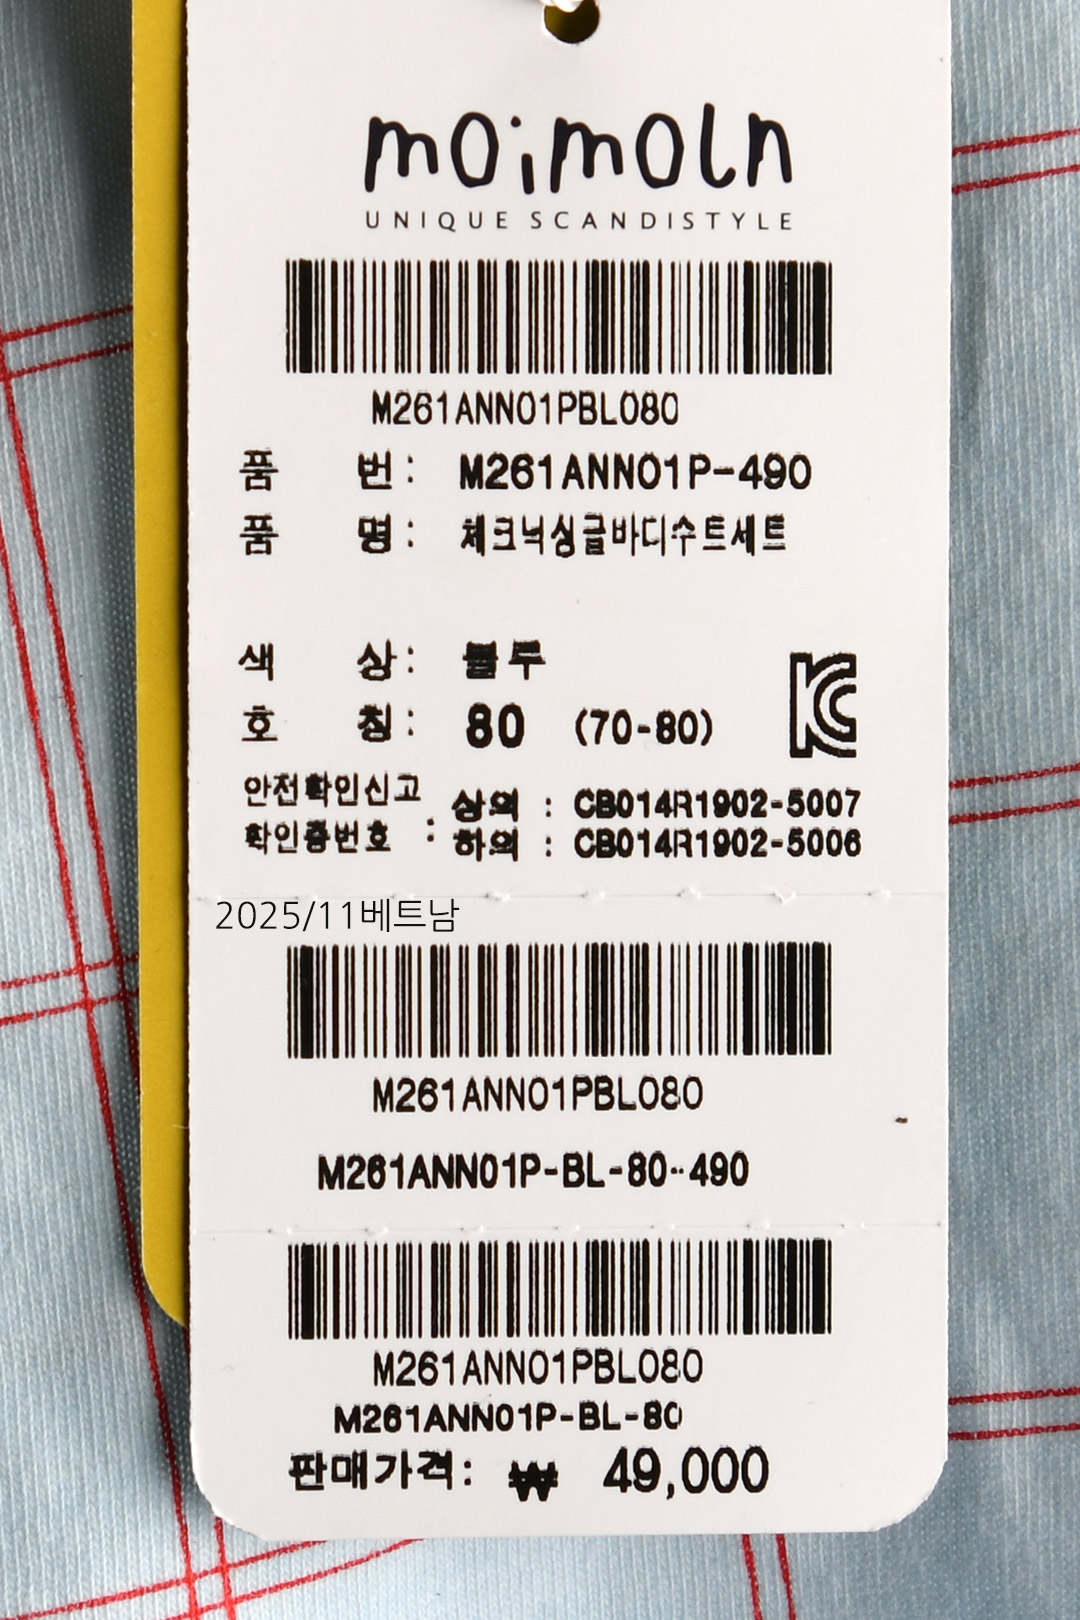 moimoln
UNIQUE SCANDISTYLE
M261ANN01PBL080
품 번 : M261ANN01P-490
품 명 : 체크닉싱글바디수트세트
색 상 : 블루
호 칭 : 80 (70-80)
안전확인신고
확인증번호 : 상의 : CB014R1902-5007
하의 : CB014R1902-5006
2025/11베트남
M261ANN01PBL080
M261ANN01P-BL-80--490
M261ANN01PBL080
M261ANN01P-BL-80
판매가격: ₩ 49,000